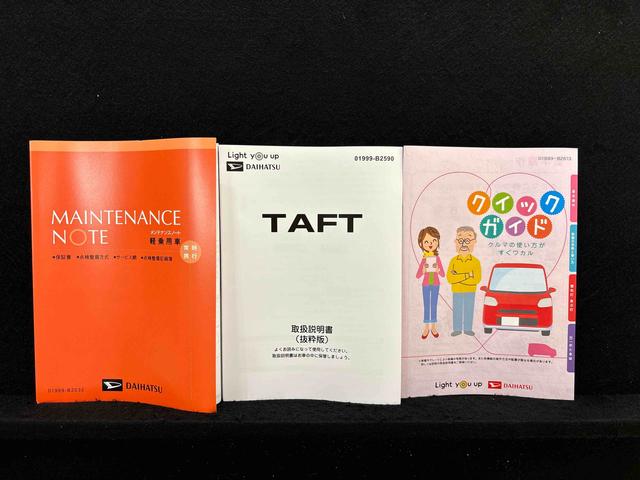 MAINTENANCE
NOTE
メンテナンスノート
軽乗用車
常時
携行
●保証書 ●点検整備方式 ●サービス網 ●点検整備記録簿
DAIHATSU
Light you up
DAIHATSU
01999-B2590
TAFT
取扱説明書
(抜粋版)
よくお読みになって使用してください。
取扱説明書はお車の中に保管しましょう。
クイック
ガイド
クルマの使い方が
すぐワカル
Light you up
DAIHATSU